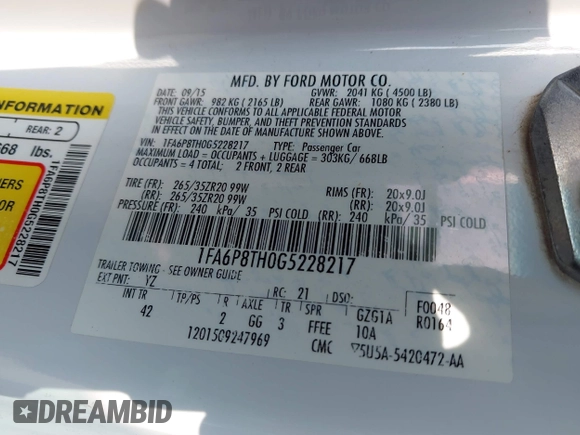 MFD. BY FORD MOTOR CO.
DATE: 09/15 GVWR: 2041 KG ( 4500 LB)
FRONT GAWR: 982 KG ( 2165 LB) REAR GAWR: 1080 KG ( 2380 LB)
THIS VEHICLE CONFORMS TO ALL APPLICABLE FEDERAL MOTOR
VEHICLE SAFETY, BUMPER, AND THEFT PREVENTION STANDARDS
IN EFFECT ON THE DATE OF MANUFACTURE SHOWN ABOVE.
VIN: 1FA6P8TH0G5228217 TYPE: Passenger Car
MAXIMUM LOAD = OCCUPANTS + LUGGAGE = 303KG / 668LB
OCCUPANTS = 4 TOTAL; 2 FRONT, 2 REAR
TIRE (FR): 265/35ZR20 99W RIMS (FR): 20x9.0J
(RR): 265/35ZR20 99W (RR): 20x9.0J
PRESSURE (FR): 240 kPa/ 35 PSI COLD (RR): 240 kPa/ 35 PSI COLD
1FA6P8TH0G5228217
TRAILER TOWING - SEE OWNER GUIDE
EXT PNT: YZ RC: 21 DSO: F0048
INT TR TP/PS R AXLE TR GZG1A R0164
42 2 GG 3 FFEE 10A
1201509247969 CMC 5U5A-5420472-AA
INFORMATION
REAR: 2
668 lbs.
1FA6P8TH0G5228217
DREAMBID